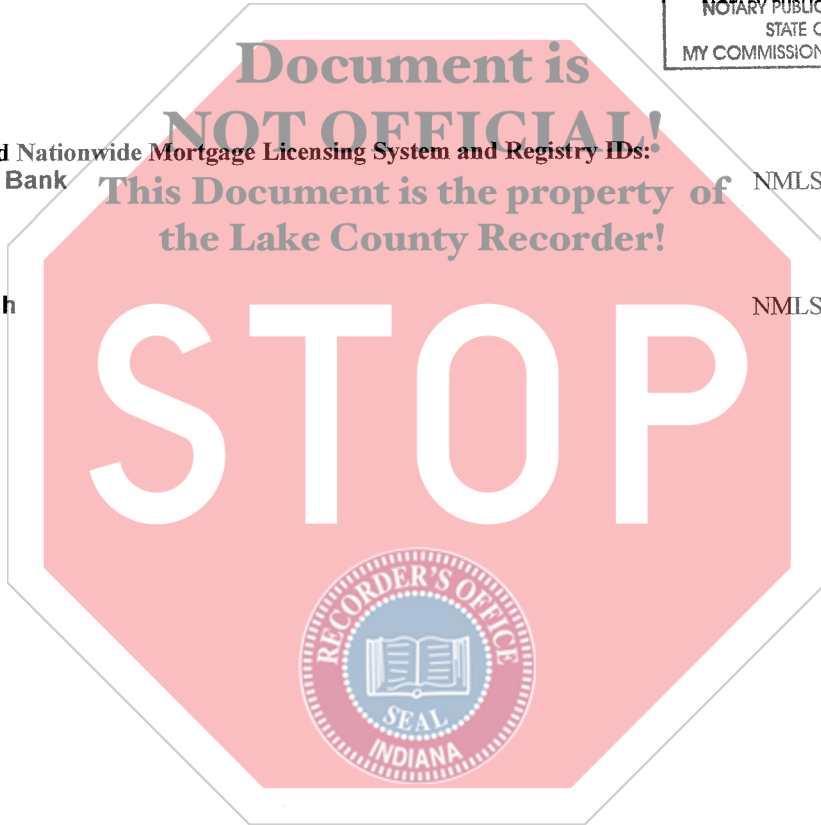 NOTARY PUBLIC
STATE O
MY COMMISSION
Document is
NOT OFFICIAL!
d Nationwide Mortgage Licensing System and Registry IDs:
Bank NMLS
This Document is the property of
the Lake County Recorder!
h NMLS
STOP
RECORDER'S OFFICE
SEAL
INDIANA